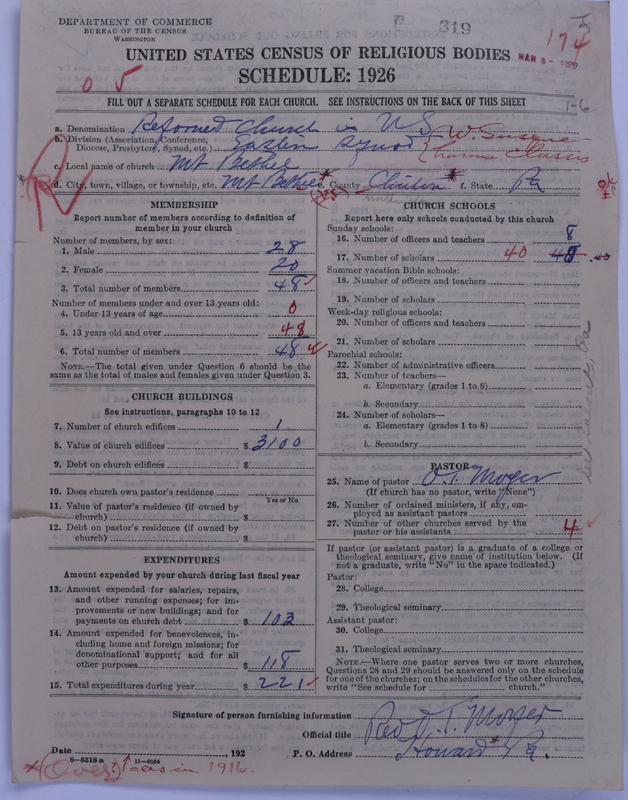 DEPARTMENT OF COMMERCE
BUREAU OF THE CENSUS
WASHINGTON
319
174
MAR 8 -
UNITED STATES CENSUS OF RELIGIOUS BODIES
SCHEDULE: 1926
0 5
FILL OUT A SEPARATE SCHEDULE FOR EACH CHURCH. SEE INSTRUCTIONS ON THE BACK OF THIS SHEET
1-6
a. Denomination Reformed Church in U S
b. Division (Association, Conference, Diocese, Presbytery, Synod, etc.) Eastern Synod W. Susque hanna Classis
c. Local name of church Mt Bethel
d. City, town, village, or township, etc. Mt Bethel e. County Clinton f. State Pa
MEMBERSHIP
Report number of members according to definition of
member in your church
Number of members, by sex:
1. Male 28
2. Female 20
3. Total number of members 48
Number of members under and over 13 years old:
4. Under 13 years of age 0
5. 13 years old and over 48
6. Total number of members 48
NOTE.—The total given under Question 6 should be
same as the total of males and females given under Question 3.
CHURCH BUILDINGS
See instructions, paragraphs 10 to 12
7. Number of church edifices 1
8. Value of church edifices $ 3100
9. Debt on church edifices $
10. Does church own pastor's residence
Yes or No
11. Value of pastor's residence (if owned by
church) $
12. Debt on pastor's residence (if owned by
church) $
EXPENDITURES
Amount expended by your church during last fiscal year
13. Amount expended for salaries, repairs,
and other running expenses; for im-
provements or new buildings; and for
payments on church debt $ 103
14. Amount expended for benevolences, in-
cluding home and foreign missions; for
denominational support; and for all
other purposes $ 118
15. Total expenditures during year $ 221
CHURCH SCHOOLS
Report here only schools conducted by this church
Sunday schools:
16. Number of officers and teachers 8
17. Number of scholars 40 48 40
Summer vacation Bible schools:
18. Number of officers and teachers
19. Number of scholars
Week-day religious schools:
20. Number of officers and teachers
21. Number of scholars
Parochial schools:
22. Number of administrative officers
23. Number of teachers—
a. Elementary (grades 1 to 8)
b. Secondary
24. Number of scholars—
a. Elementary (grades 1 to 8)
b. Secondary
PASTOR
25. Name of pastor O. T. Moyer
(If church has no pastor, write "None")
26. Number of ordained ministers, if any, em-
ployed as assistant pastors
27. Number of other churches served by the
pastor or his assistants 4
If pastor (or assistant pastor) is a graduate of a college or
theological seminary, give name of institution below. (If
not a graduate, write "No" in the space indicated.)
Pastor:
28. College
29. Theological seminary
Assistant pastor:
30. College
31. Theological seminary
NOTE.—Where one pastor serves two or more churches,
Questions 28 and 29 should be answered only on the schedule
for one of the churches; on the schedules for the other churches,
write "See schedule for church."
Signature of person furnishing information Rev O. T. Moyer
Official title
Date 192 P. O. Address Howard Pa.
8-5518a 11-9054
(Over) as in 1916.